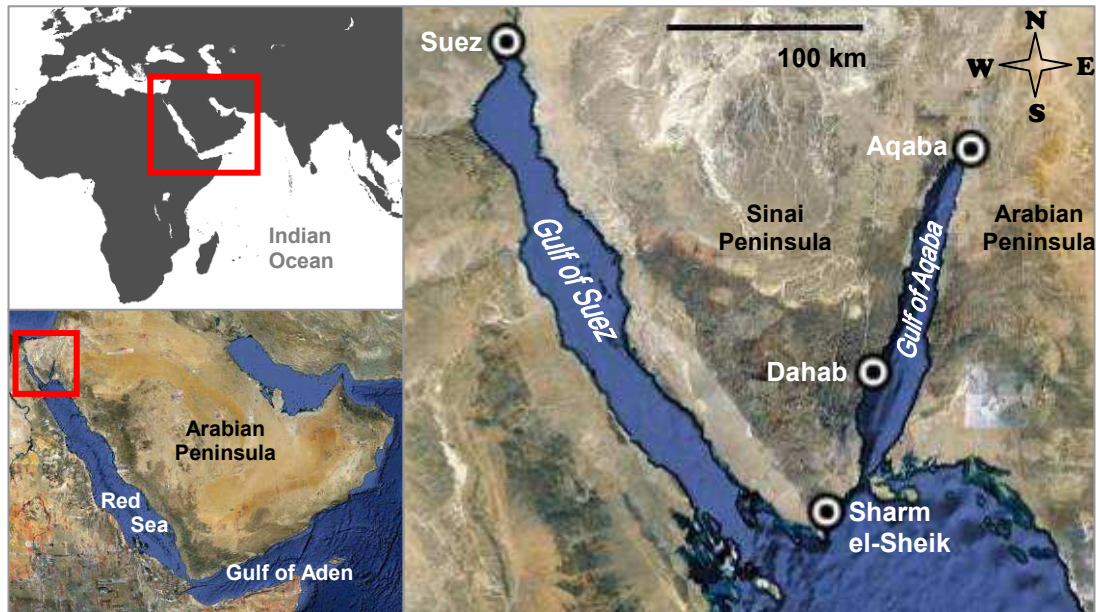 Indian
Ocean
Arabian
Peninsula
Red
Sea
Gulf of Aden
Suez
100 km
N
W
E
S
Aqaba
Sinai
Peninsula
Arabian
Peninsula
Gulf of Suez
Gulf of Aqaba
Dahab
Sharm
el-Sheik